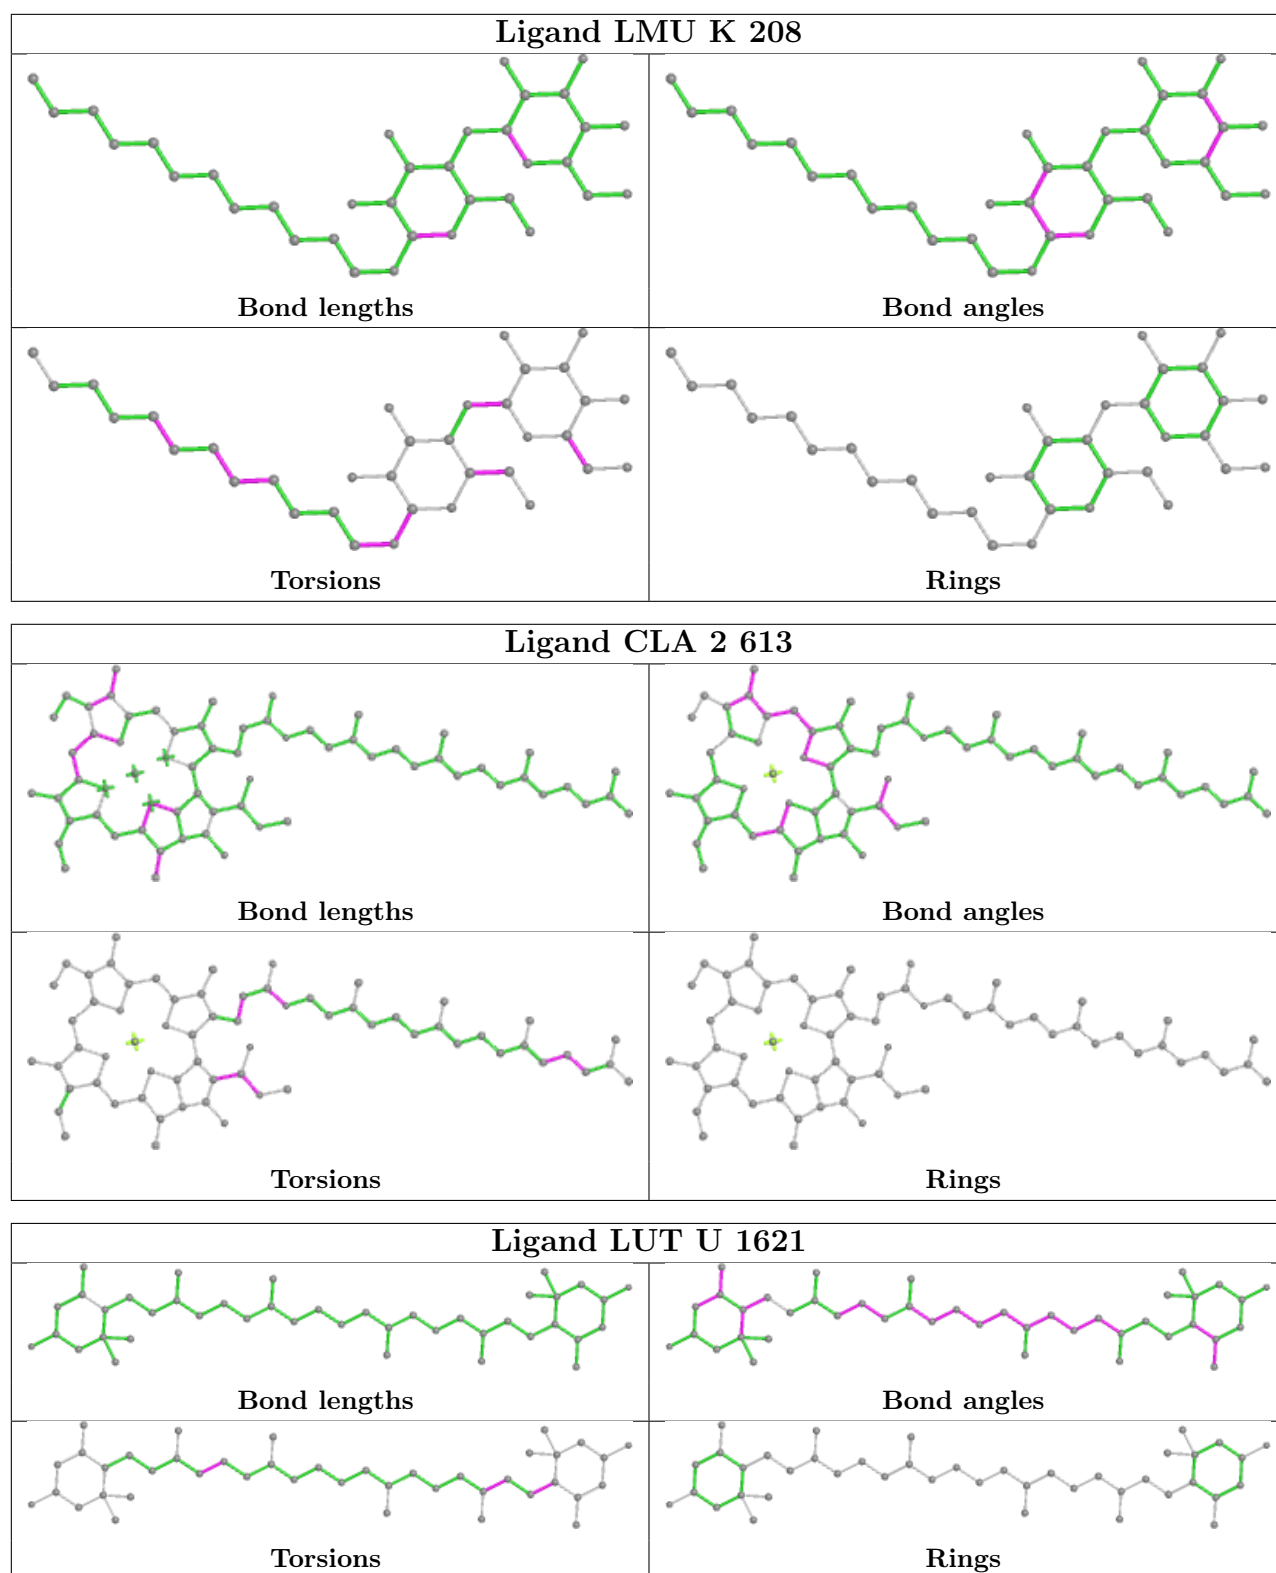 Ligand LMU K 208
Bond lengths Bond angles
Torsions Rings
Ligand CLA 2 613
Bond lengths Bond angles
Torsions Rings
Ligand LUT U 1621
Bond lengths Bond angles
Torsions Rings